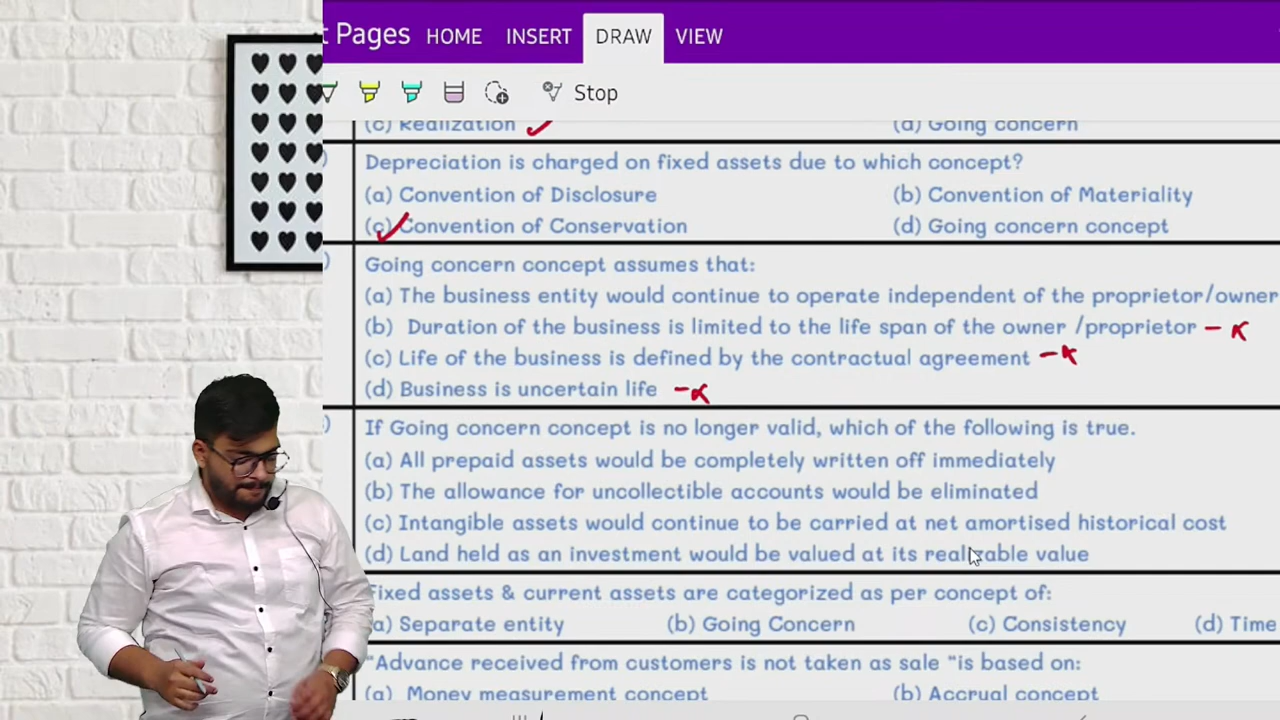 t Pages HOME INSERT DRAW VIEW
Stop
(c) Realization (d) Going concern
Depreciation is charged on fixed assets due to which concept?
(a) Convention of Disclosure (b) Convention of Materiality
(c) Convention of Conservation (d) Going concern concept
Going concern concept assumes that:
(a) The business entity would continue to operate independent of the proprietor/owner
(b) Duration of the business is limited to the life span of the owner /proprietor
(c) Life of the business is defined by the contractual agreement
(d) Business is uncertain life
If Going concern concept is no longer valid, which of the following is true.
(a) All prepaid assets would be completely written off immediately
(b) The allowance for uncollectible accounts would be eliminated
(c) Intangible assets would continue to be carried at net amortised historical cost
(d) Land held as an investment would be valued at its realizable value
Fixed assets & current assets are categorized as per concept of:
a) Separate entity (b) Going Concern (c) Consistency (d) Time
"Advance received from customers is not taken as sale "is based on:
(a) Money measurement concept (b) Accrual concept